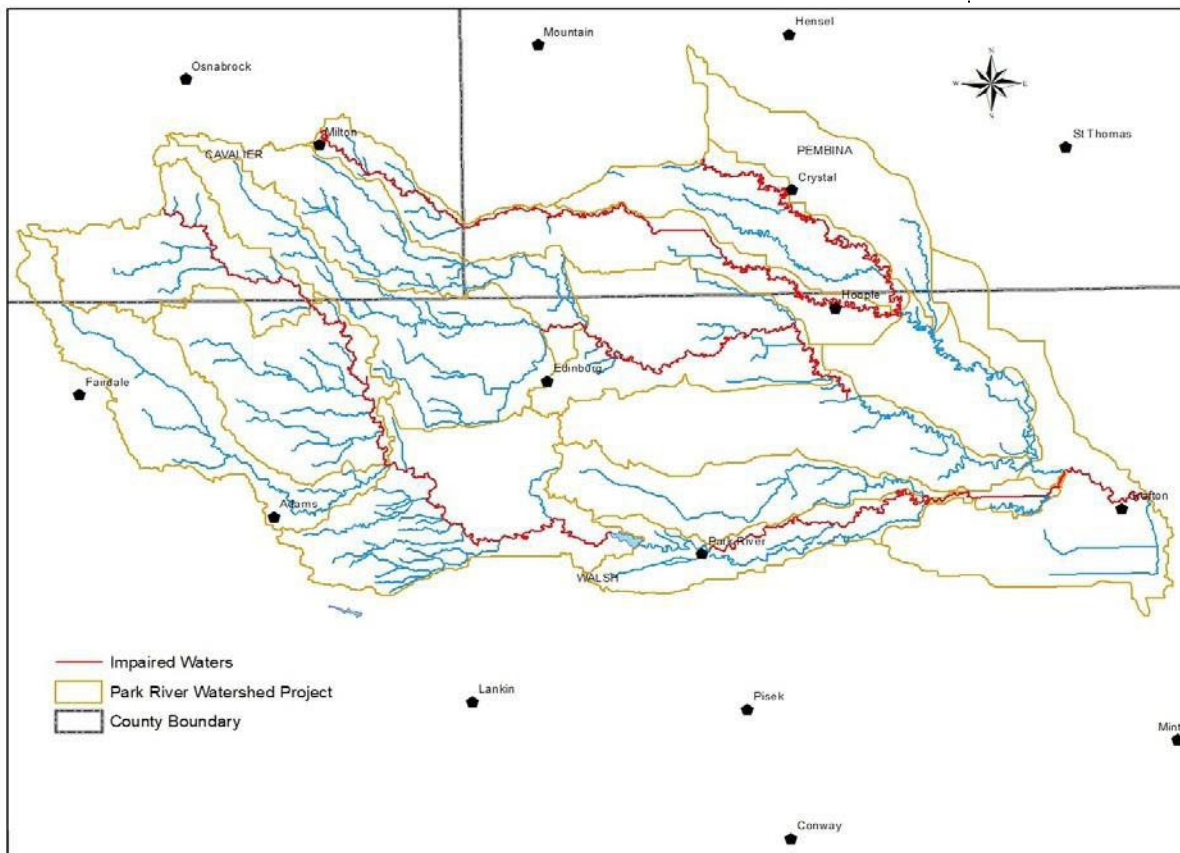 Hensel
Mountain
Osnabrock
N
W
E
S
St Thomas
Milton
CAVALIER
PEMBINA
Crystal
Hoople
Edinburg
Fairdale
Adams
Grafton
Park River
WALSH
Impaired Waters
Park River Watershed Project
County Boundary
Lankin
Pisek
Mint
Conway